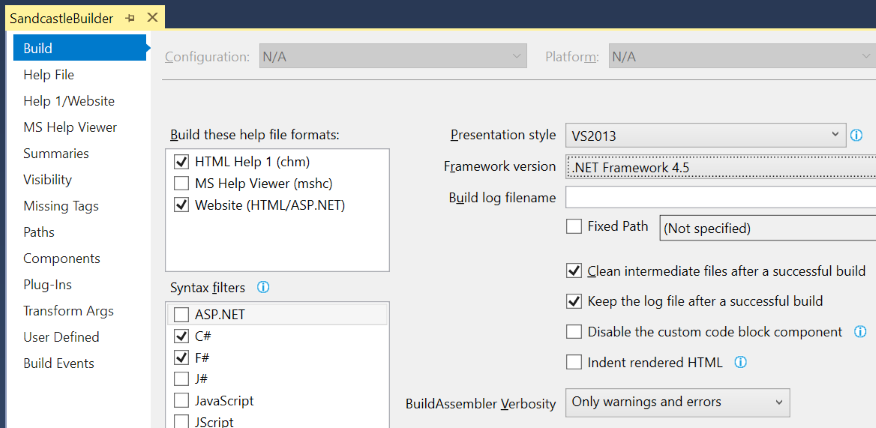 SandcastleBuilder
Build
Help File
Help 1/Website
MS Help Viewer
Summaries
Visibility
Missing Tags
Paths
Components
Plug-Ins
Transform Args
User Defined
Build Events
Configuration: N/A
Platform: N/A
Build these help file formats:
HTML Help 1 (chm)
MS Help Viewer (mshc)
Website (HTML/ASP.NET)
Syntax filters
ASP.NET
C#
F#
J#
JavaScript
JScript
Presentation style VS2013
Framework version .NET Framework 4.5
Build log filename
Fixed Path (Not specified)
Clean intermediate files after a successful build
Keep the log file after a successful build
Disable the custom code block component
Indent rendered HTML
BuildAssembler Verbosity Only warnings and errors